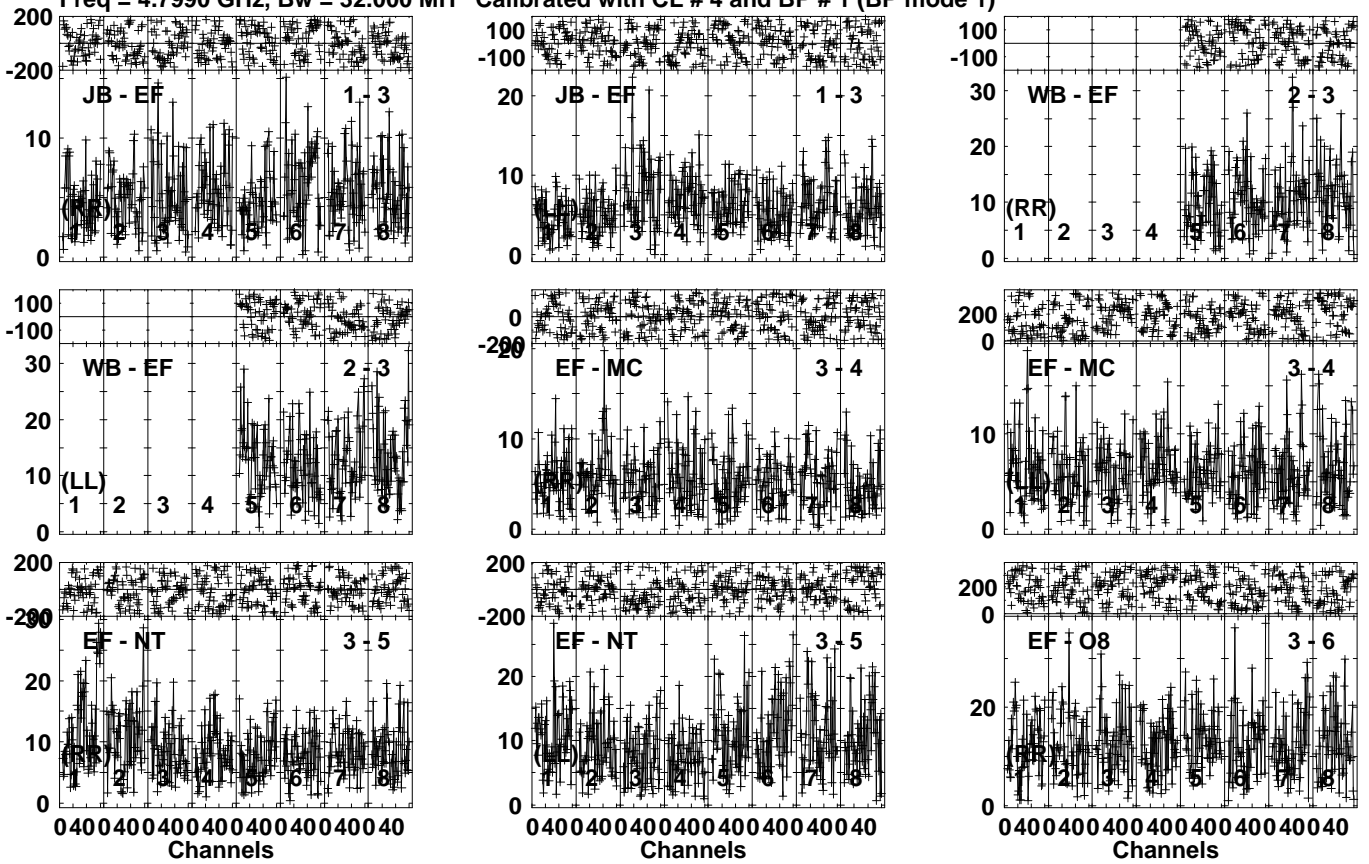 Freq = 4.7990 GHz, Bw = 32.000 MH Calibrated with CL # 4 and BP # 1 (BP mode 1)
200
-200
JB - EF 1 - 3
10
(RR)
1 2 3 4 5 6 7 8
0
100
-100
20
JB - EF 1 - 3
10
(LL)
1 2 3 4 5 6 7 8
0
100
-100
30
WB - EF 2 - 3
20
10
(RR)
1 2 3 4 5 6 7 8
0
100
-100
30
WB - EF 2 - 3
20
10
(LL)
1 2 3 4 5 6 7 8
0
0
-200
20
EF - MC 3 - 4
10
(RR)
1 2 3 4 5 6 7 8
0
200
0
EF - MC 3 - 4
10
(LL)
1 2 3 4 5 6 7 8
0
200
-200
30
EF - NT 3 - 5
20
10
(RR)
1 2 3 4 5 6 7 8
0
0 40 0 40 0 40 0 40 0 40 0 40 0 40 0 40
Channels
200
-200
EF - NT 3 - 5
20
10
(LL)
1 2 3 4 5 6 7 8
0
0 40 0 40 0 40 0 40 0 40 0 40 0 40 0 40
Channels
200
0
EF - O8 3 - 6
20
(RR)
1 2 3 4 5 6 7 8
0
0 40 0 40 0 40 0 40 0 40 0 40 0 40 0 40
Channels